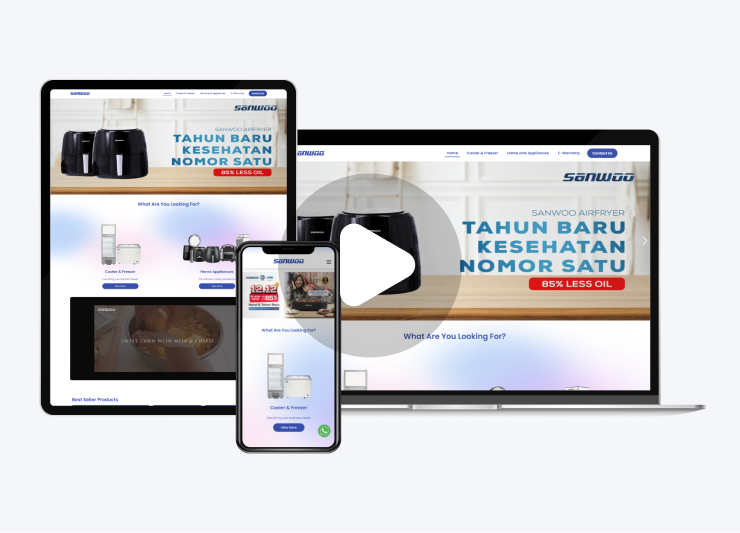 SANWOO
Home
Cooler & Freezer
Home and Appliances
E-Warranty
Contact Us
SANWOO
SANWOO AIRFRYER
TAHUN BARU
KESEHATAN
NOMOR SATU
85% LESS OIL
What Are You Looking For?
Cooler & Freezer
Home Appliances
View More
View More
SWEET CORN WITH MILK & CHEESE
Best Seller Products
SANWOO
Home
Cooler & Freezer
Home and Appliances
E-Warranty
Contact Us
SANWOO
SANWOO AIRFRYER
TAHUN BARU
KESEHATAN
NOMOR SATU
85% LESS OIL
What Are You Looking For?
SANWOO
12.12
What Are You Looking For?
Cooler & Freezer
View More